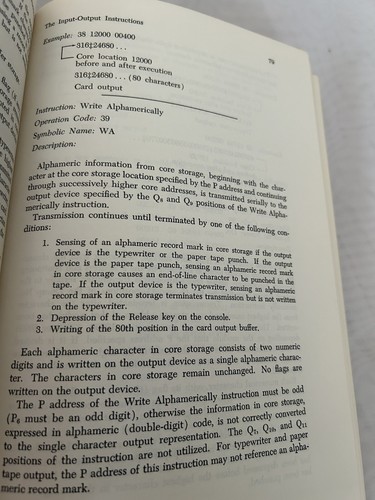 The Input-Output Instructions
79
Example: 38 12000 00400
316‡24680 . . .
Core location 12000
before and after execution
316‡24680 . . . (80 characters)
Card output
Instruction: Write Alphamerically
Operation Code: 39
Symbolic Name: WA
Description:
Alphameric information from core storage, beginning with the char-
acter at the core storage location specified by the P address and continuing
through successively higher core addresses, is transmitted serially to the
output device specified by the Q₈ and Q₉ positions of the Write Alpha-
merically instruction.
Transmission continues until terminated by one of the following con-
ditions:
1. Sensing of an alphameric record mark in core storage if the output
device is the typewriter or the paper tape punch. If the output
device is the paper tape punch, sensing an alphameric record mark
in core storage causes an end-of-line character to be punched in the
tape. If the output device is the typewriter, sensing an alphameric
record mark in core storage terminates transmission but is not written
on the typewriter.
2. Depression of the Release key on the console.
3. Writing of the 80th position in the card output buffer.
Each alphameric character in core storage consists of two numeric
digits and is written on the output device as a single alphameric charac-
ter. The characters in core storage remain unchanged. No flags are
written on the output device.
The P address of the Write Alphamerically instruction must be odd
(P₆ must be an odd digit), otherwise the information in core storage,
expressed in alphameric (double-digit) code, is not correctly converted
to the single character output representation. The Q₇, Q₁₀, and Q₁₁
positions of the instruction are not utilized. For typewriter and paper
tape output, the P address of this instruction may not reference an alpha-
meric record mark.